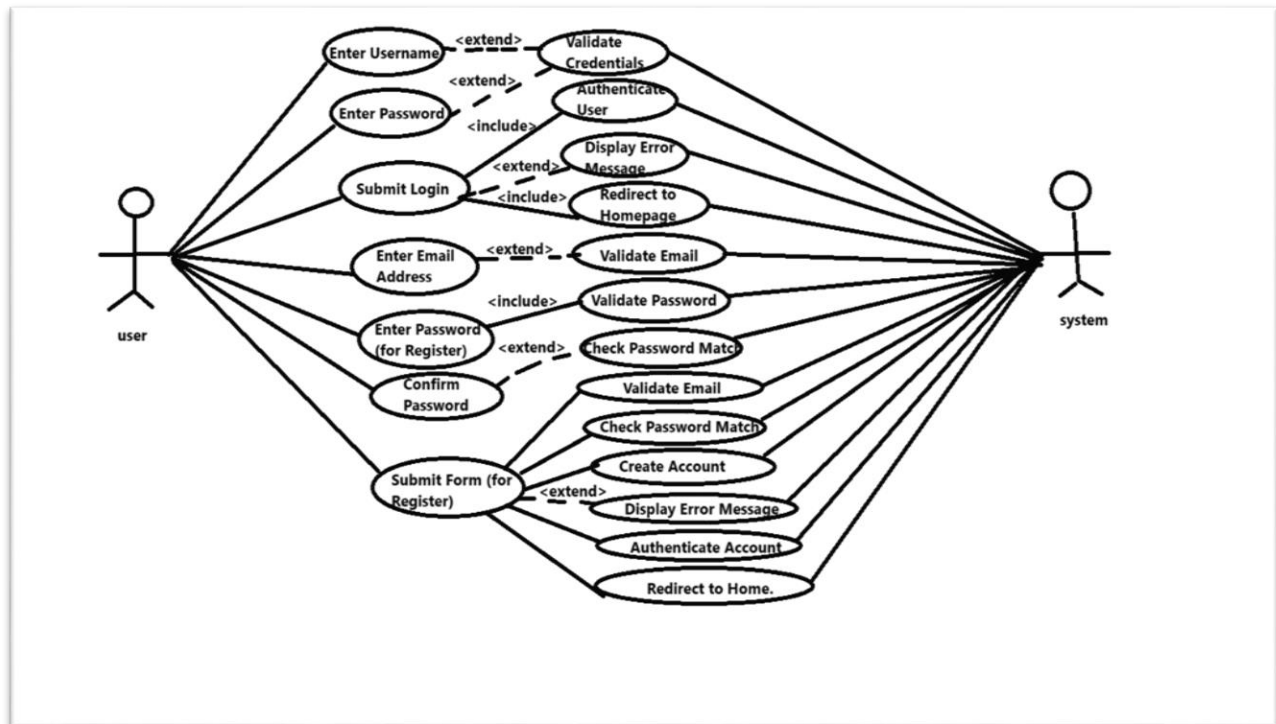 Enter Username
<extend>
Validate
Credentials
<extend>
Enter Password
Authenticate
User
<include>
Display Error
Message
<extend>
Submit Login
<include>
Redirect to
Homepage
Enter Email
Address
<extend>
Validate Email
<include>
Validate Password
Enter Password
(for Register)
<extend>
Check Password Match
Confirm
Password
Validate Email
Check Password Match
Create Account
Submit Form (for
Register)
<extend>
Display Error Message
Authenticate Account
Redirect to Home.
user
system